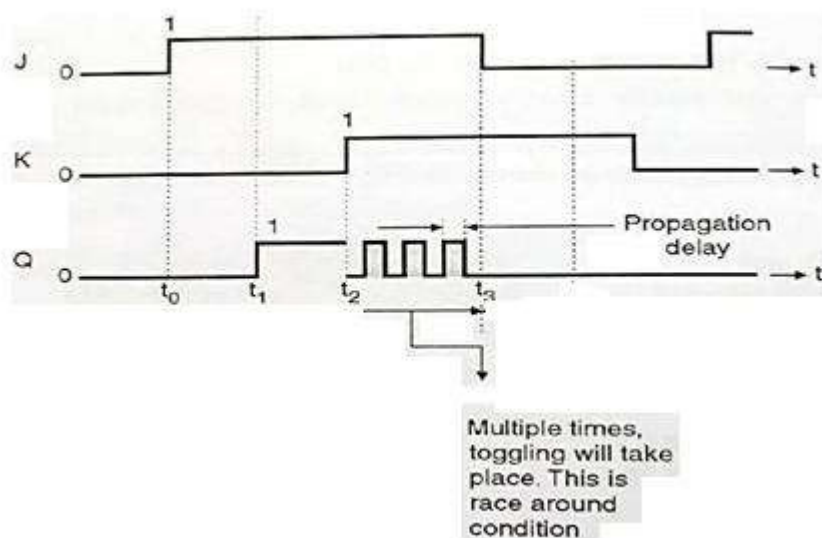 1
J 0 t
1
K 0 t
1 Propagation
delay
Q 0 t
t0 t1 t2 t3
Multiple times,
toggling will take
place. This is
race around
condition